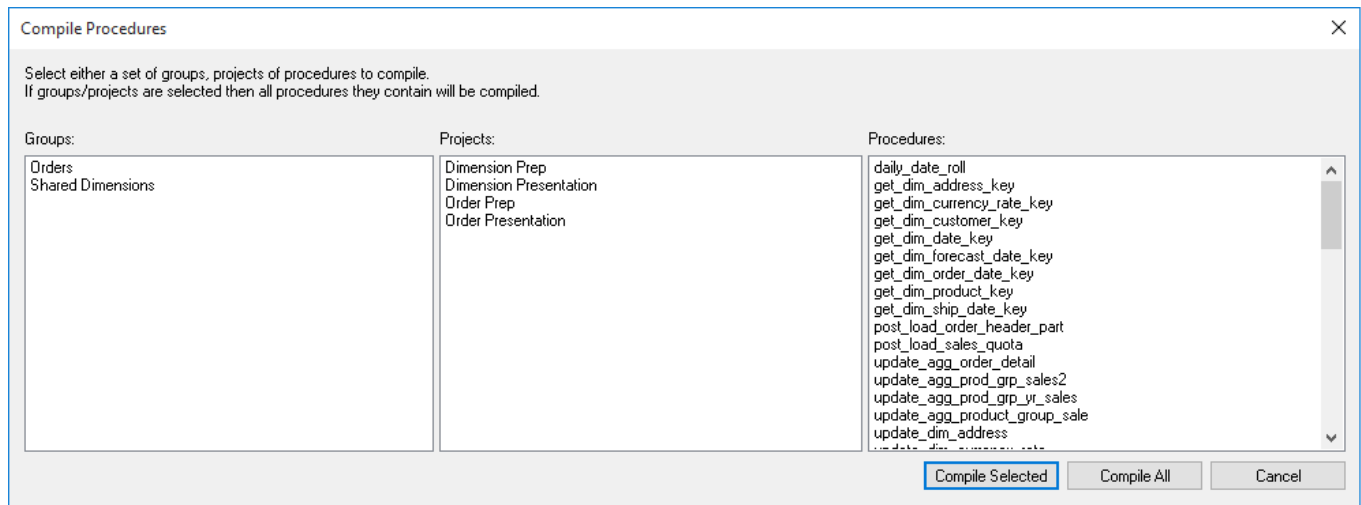 Compile Procedures
Select either a set of groups, projects of procedures to compile.
If groups/projects are selected then all procedures they contain will be compiled.
Groups:
Orders
Shared Dimensions
Projects:
Dimension Prep
Dimension Presentation
Order Prep
Order Presentation
Procedures:
daily_date_roll
get_dim_address_key
get_dim_currency_rate_key
get_dim_customer_key
get_dim_date_key
get_dim_forecast_date_key
get_dim_order_date_key
get_dim_product_key
get_dim_ship_date_key
post_load_order_header_part
post_load_sales_quota
update_agg_order_detail
update_agg_prod_grp_sales2
update_agg_prod_grp_yr_sales
update_agg_product_group_sale
update_dim_address
Compile Selected
Compile All
Cancel